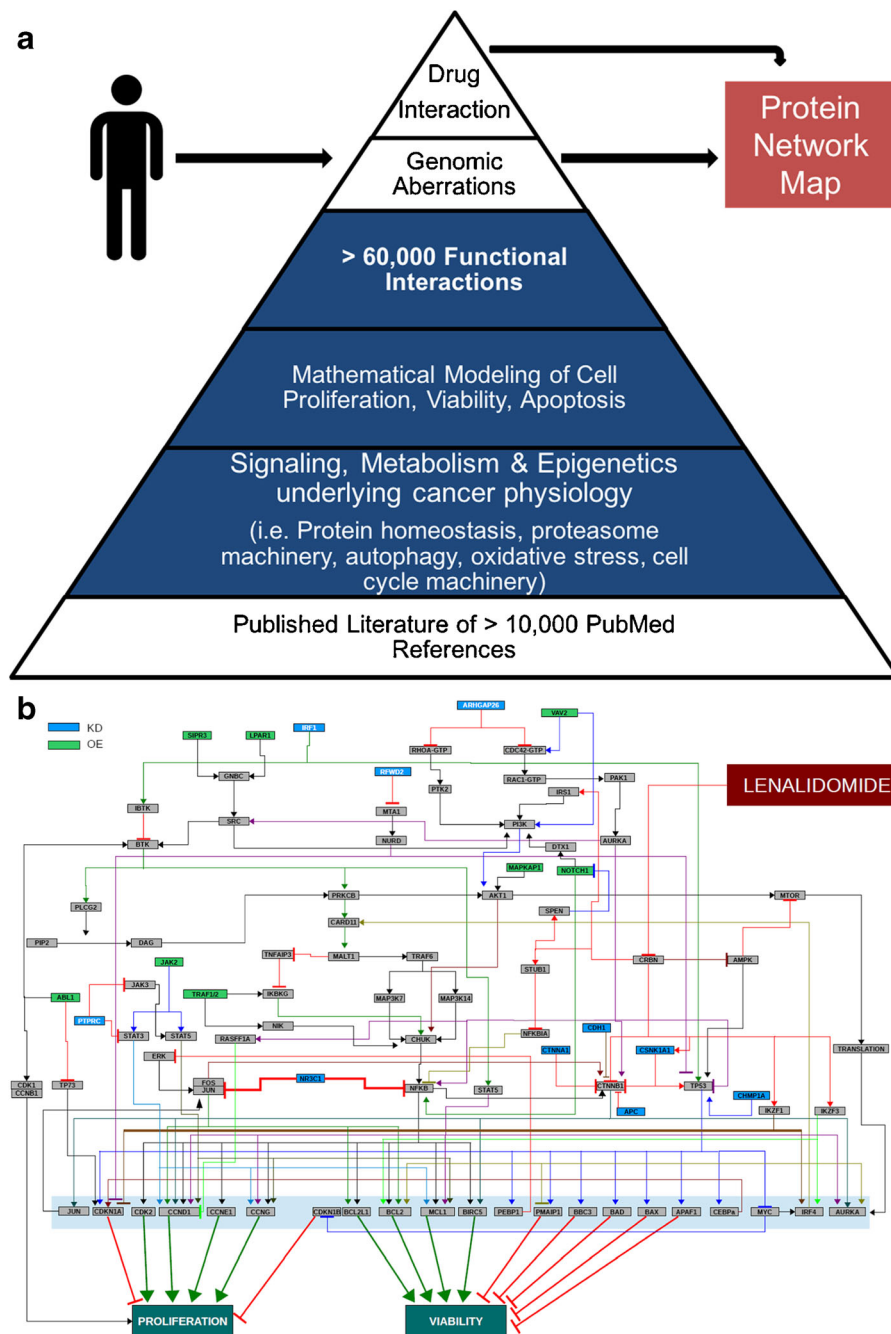 a
Drug
Interaction
Genomic
Aberrations
Protein
Network
Map
> 60,000 Functional
Interactions
Mathematical Modeling of Cell
Proliferation, Viability, Apoptosis
Signaling, Metabolism & Epigenetics
underlying cancer physiology
(i.e. Protein homeostasis, proteasome
machinery, autophagy, oxidative stress, cell
cycle machinery)
Published Literature of > 10,000 PubMed
References
b
KD
OE
ARHGAP26
VAV2
SIPR3
LPAR1
IRF1
RHOA-GTP
CDC42-GTP
RFWD2
GNBC
RAC1-GTP
PAK1
LENALIDOMIDE
IBTK
MTA1
PTK2
IRS1
SRC
PI3K
BTK
NURD
DTX1
AURKA
MAPKAP1
NOTCH1
PLCG2
PRKCB
AKT1
MTOR
CARD11
SPEN
PIP2
DAG
TNFAIP3
MALT1
TRAF6
CRBN
AMPK
JAK2
STUB1
JAK3
IKBKG
MAP3K7
MAP3K14
ABL1
TRAF1/2
PTPRC
NIK
NFKBIA
CDH1
STAT3
STAT5
RASFF1A
CHUK
CTNNA1
CSNK1A1
TRANSLATION
ERK
CDK1
CCNB1
TP73
FOS
JUN
NR3C1
NFKB
STAT5
CTNNB1
TP53
CHMP1A
APC
IKZF1
IKZF3
JUN
CDKN1A
CDK2
CCND1
CCNE1
CCNG
CDKN1B
BCL2L1
BCL2
MCL1
BIRC5
PEBP1
PMAIP1
BBC3
BAD
BAX
APAF1
CEBPa
MYC
IRF4
AURKA
PROLIFERATION
VIABILITY